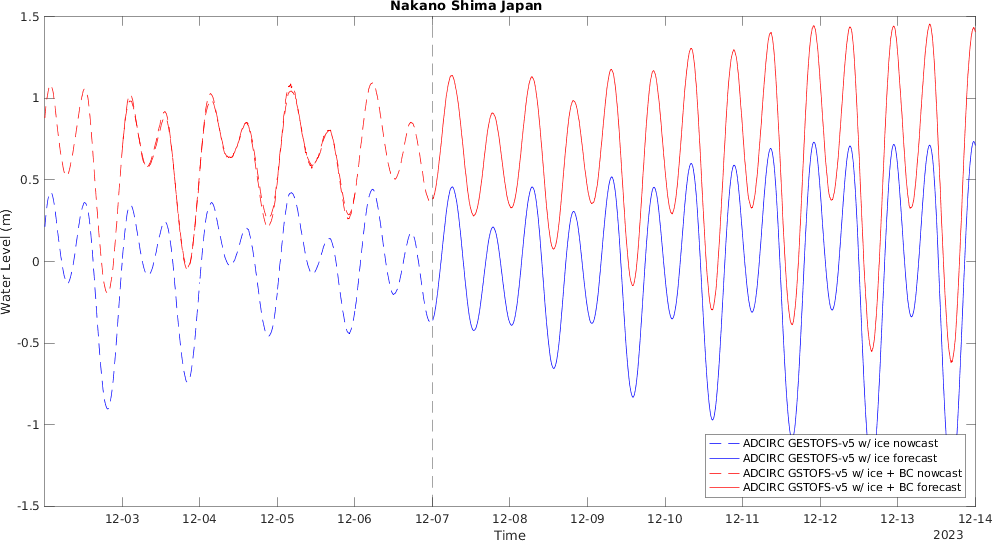 Nakano Shima Japan
1.5
1
0.5
0
-0.5
-1
-1.5
Water Level (m)
12-03 12-04 12-05 12-06 12-07 12-08 12-09 12-10 12-11 12-12 12-13 12-14
Time
2023
ADCIRC GESTOFS-v5 w/ ice nowcast
ADCIRC GESTOFS-v5 w/ ice forecast
ADCIRC GSTOFS-v5 w/ ice + BC nowcast
ADCIRC GSTOFS-v5 w/ ice + BC forecast